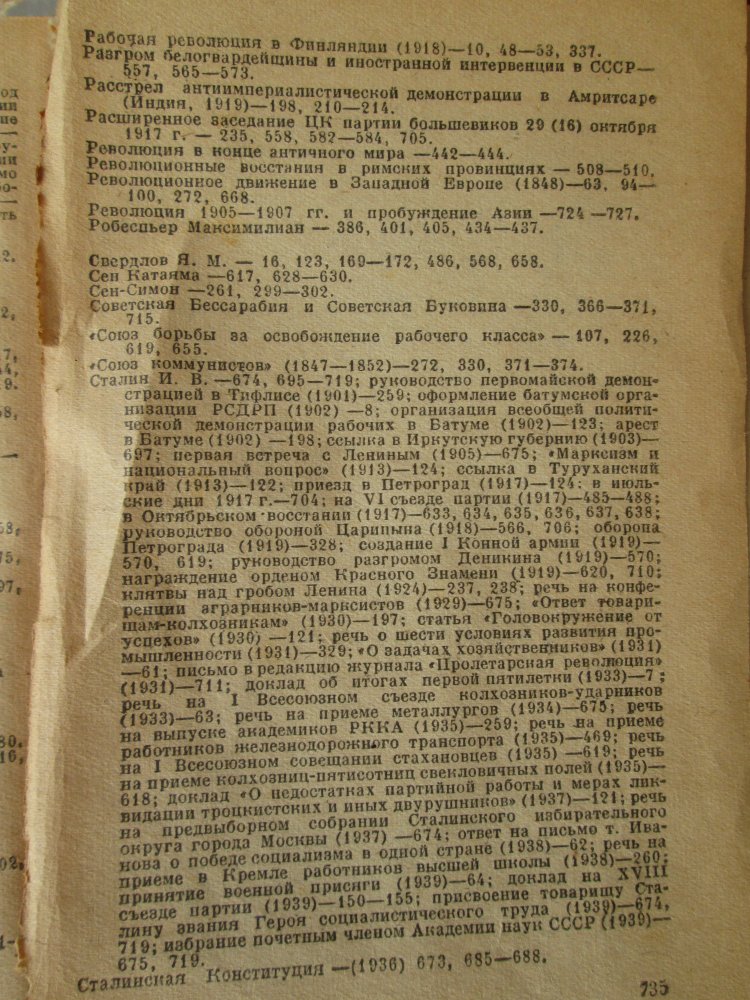 Рабочая революция в Финляндии (1918)—10, 48—53, 337.
Разгром белогвардейщины и иностранной интервенции в СССР—
557, 565—573.
Расстрел антиимпериалистической демонстрации в Амритсаре
(Индия, 1919)—198, 210—214.
Расширенное заседание ЦК партии большевиков 29 (16) октября
1917 г. — 235, 558, 582—584, 705.
Революция в конце античного мира —442—444.
Революционные восстания в римских провинциях — 508—510.
Революционное движение в Западной Европе (1848)—63, 94—
100, 272, 668.
Революция 1905—1907 гг. и пробуждение Азии —724 —727.
Робеспьер Максимилиан — 386, 401, 405, 434—437.
Свердлов Я. М. — 16, 123, 169—172, 486, 568, 658.
Сен Катаяма —617, 628—630.
Сен-Симон —261, 299—302.
Советская Бессарабия и Советская Буковина —330, 366—371,
715.
«Союз борьбы за освобождение рабочего класса» — 107, 226,
619, 655.
«Союз коммунистов» (1847—1852)—272, 330, 371—374.
Сталин И. В. —674, 695—719; руководство первомайской демон-
страцией в Тифлисе (1901)—259; оформление батумской орга-
низации РСДРП (1902) —8; организация всеобщей полити-
ческой демонстрации рабочих в Батуме (1902)—123; арест
в Батуме (1902) —198; ссылка в Иркутскую губернию (1903)—
697; первая встреча с Лениным (1905)—675; «Марксизм и
национальный вопрос» (1913)—124; ссылка в Туруханский
край (1913)—122; приезд в Петроград (1917)—124; в июль-
ские дни 1917 г.—704; на VI съезде партии (1917)—485—488;
в Октябрьском восстании (1917)—633, 634, 635, 636, 637, 638;
руководство обороной Царицына (1918)—566, 706; оборона
Петрограда (1919)—328; создание I Конной армии (1919)—
570, 619; руководство разгромом Деникина (1919)—570;
награждение орденом Красного Знамени (1919)—620, 710;
клятвы над гробом Ленина (1924)—237, 238; речь на конфе-
ренции аграрников-марксистов (1929)—675; «Ответ товари-
щам-колхозникам» (1930)—197; статья «Головокружение от
успехов» (1930) —121; речь о шести условиях развития про-
мышленности (1931)—329; «О задачах хозяйственников» (1931)
—61; письмо в редакцию журнала «Пролетарская революция»
(1931)—711; доклад об итогах первой пятилетки (1933)—7;
речь на I Всесоюзном съезде колхозников-ударников
(1933)—63; речь на приеме металлургов (1934)—675; речь
на выпуске академиков РККА (1935)—259; речь на приеме
работников железнодорожного транспорта (1935)—469; речь
на I Всесоюзном совещании стахановцев (1935) —619; речь
на приеме колхозниц-пятисотниц свекловичных полей (1935)—
618; доклад «О недостатках партийной работы и мерах лик-
видации троцкистских и иных двурушников» (1937)—121; речь
на предвыборном собрании Сталинского избирательного
округа города Москвы (1937) —674; ответ на письмо т. Ива-
нова о победе социализма в одной стране (1938)—62; речь на
приеме в Кремле работников высшей школы (1938)—260;
принятие военной присяги (1939)—64; доклад на XVIII
съезде партии (1939)—150—155; присвоение товарищу Ста-
лину звания Героя социалистического труда (1939)—674,
719; избрание почетным членом Академии наук СССР (1939)—
675, 719.
Сталинская Конституция —(1936) 673, 685—688.
735